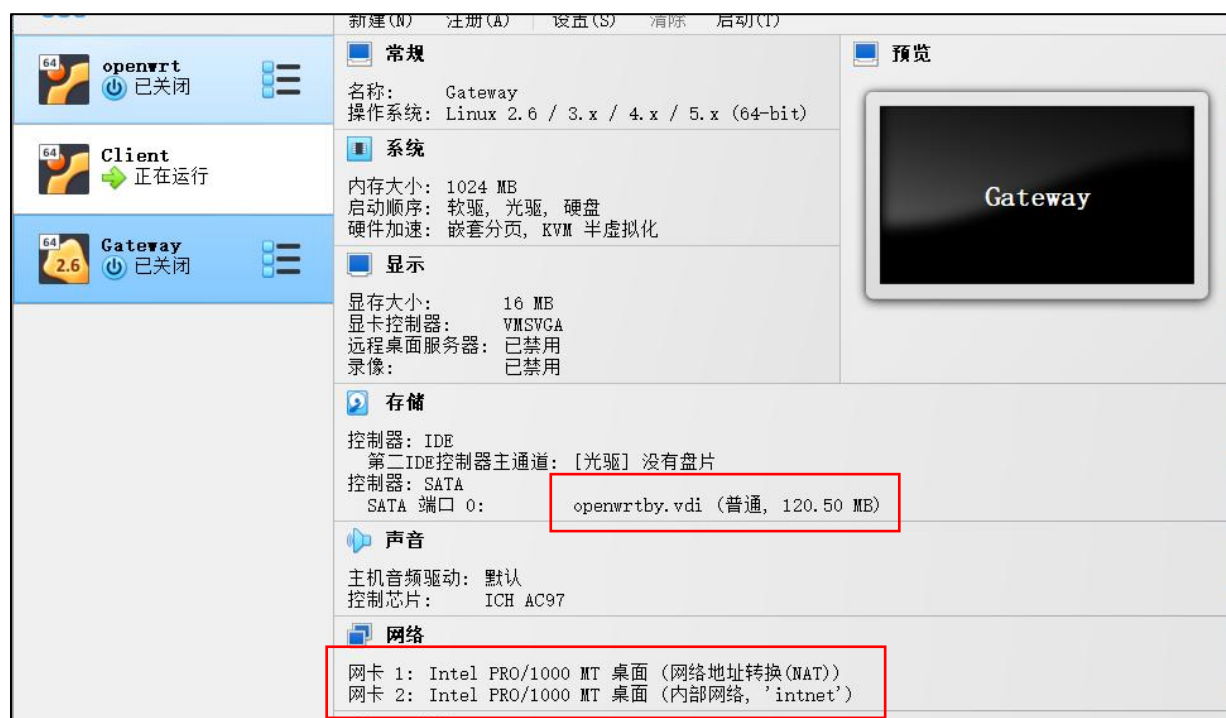 新建(N) 注册(A) 设置(S) 清除 启动(T)
64
openwrt
已关闭
64
Client
正在运行
64
2.6
Gateway
已关闭
常规
名称: Gateway
操作系统: Linux 2.6 / 3.x / 4.x / 5.x (64-bit)
系统
内存大小: 1024 MB
启动顺序: 软驱, 光驱, 硬盘
硬件加速: 嵌套分页, KVM 半虚拟化
显示
显存大小: 16 MB
显卡控制器: VMSVGA
远程桌面服务器: 已禁用
录像: 已禁用
预览
Gateway
存储
控制器: IDE
第二IDE控制器主通道: [光驱] 没有盘片
控制器: SATA
SATA 端口 0: openwrtby.vdi (普通, 120.50 MB)
声音
主机音频驱动: 默认
控制芯片: ICH AC97
网络
网卡 1: Intel PRO/1000 MT 桌面 (网络地址转换(NAT))
网卡 2: Intel PRO/1000 MT 桌面 (内部网络, 'intnet')